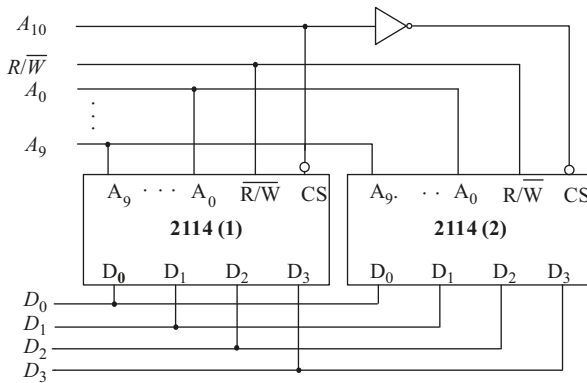 A₁₀
R/W̅
A₀
⋮
A₉
A₉ · · · A₀ R̅/̅W̅ CS
A₉. · · A₀ R/W̅ CS
2114 (1)
2114 (2)
D₀ D₁ D₂ D₃
D₀ D₁ D₂ D₃
D₀
D₁
D₂
D₃